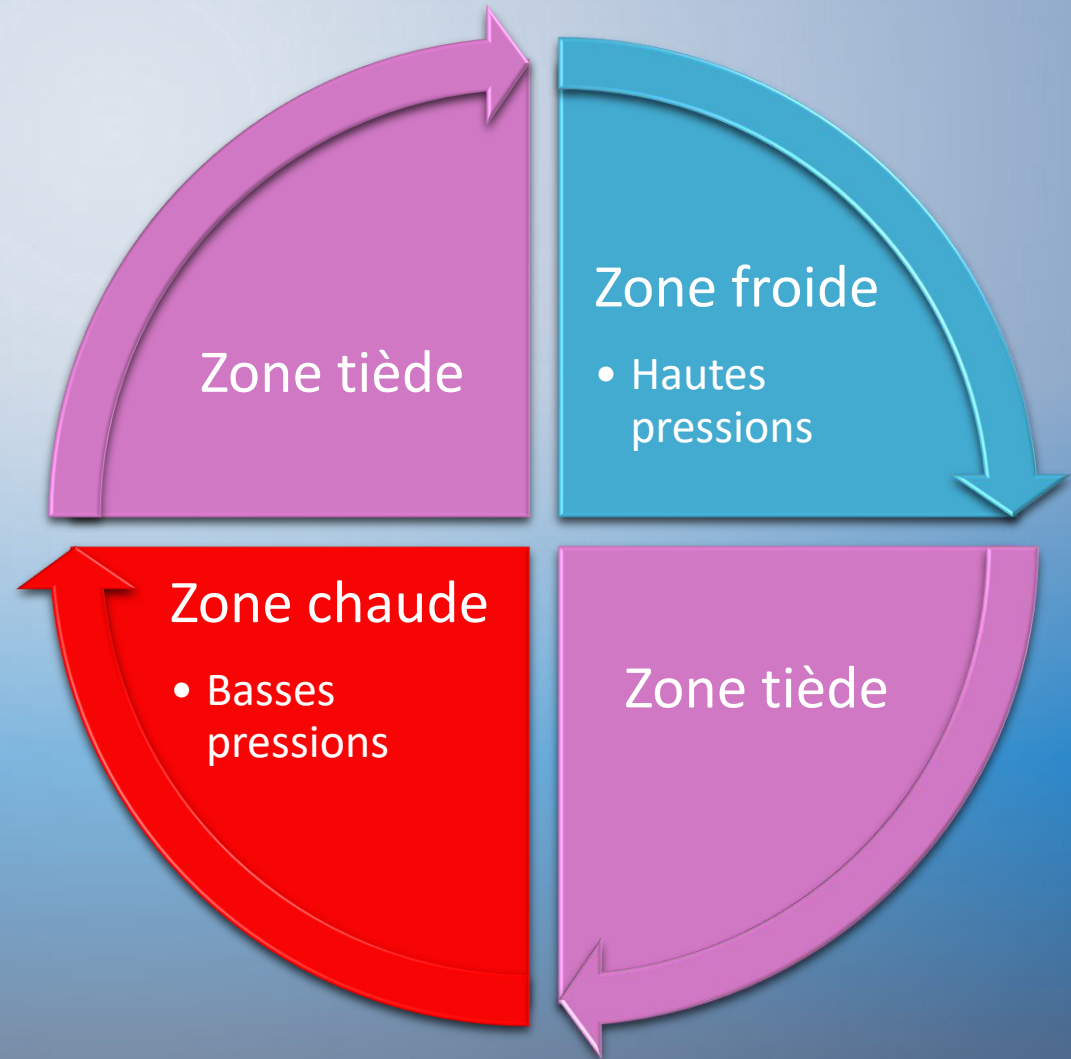 Zone tiède
Zone froide
• Hautes
pressions
Zone chaude
• Basses
pressions
Zone tiède